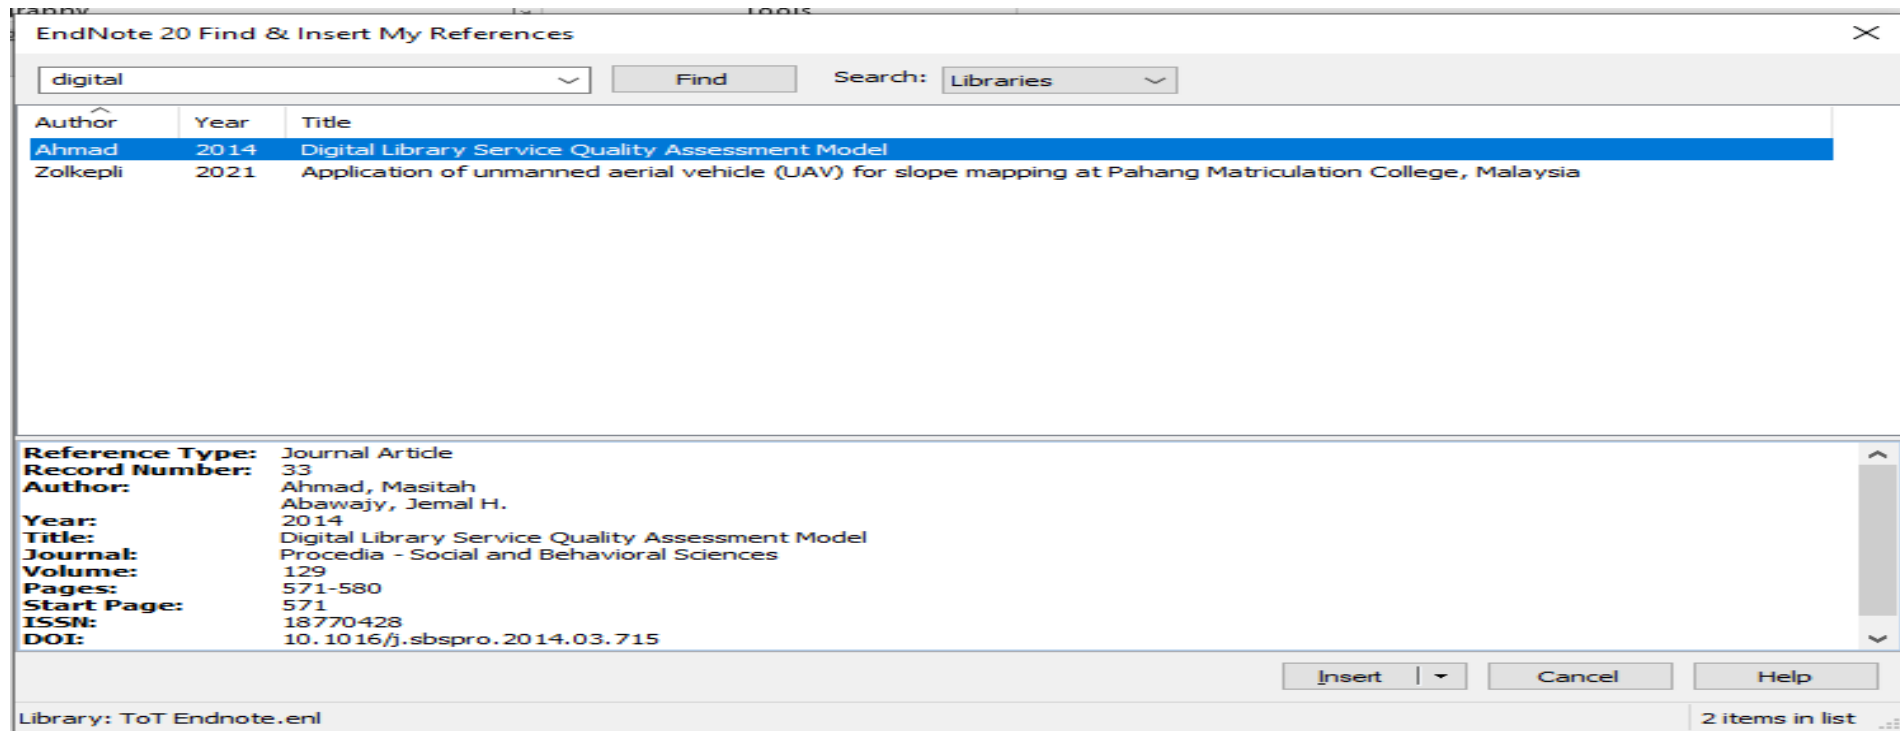 EndNote 20 Find & Insert My References
digital Find Search: Libraries
Author Year Title
Ahmad 2014 Digital Library Service Quality Assessment Model
Zolkepli 2021 Application of unmanned aerial vehicle (UAV) for slope mapping at Pahang Matriculation College, Malaysia
Reference Type: Journal Article
Record Number: 33
Author: Ahmad, Masitah
Abawajy, Jemal H.
Year: 2014
Title: Digital Library Service Quality Assessment Model
Journal: Procedia - Social and Behavioral Sciences
Volume: 129
Pages: 571-580
Start Page: 571
ISSN: 18770428
DOI: 10.1016/j.sbspro.2014.03.715
Insert Cancel Help
Library: ToT Endnote.enl 2 items in list